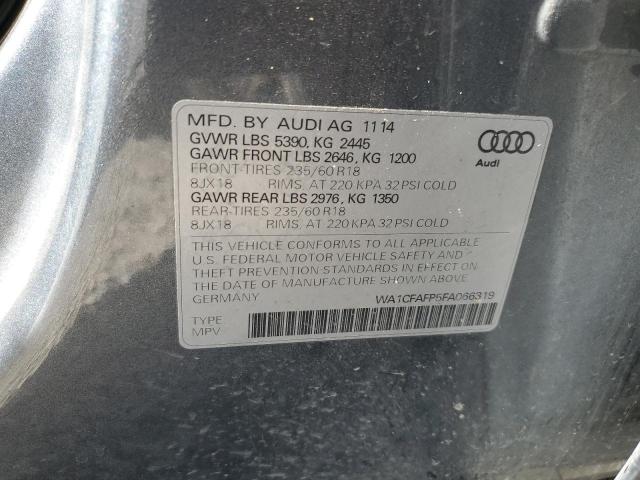 MFD. BY AUDI AG 11 14
GVWR LBS 5390, KG 2445
GAWR FRONT LBS 2646, KG 1200
FRONT-TIRES 235/60 R18
8JX18 RIMS, AT 220 KPA 32 PSI COLD
GAWR REAR LBS 2976, KG 1350
REAR-TIRES 235/60 R18
8JX18 RIMS, AT 220 KPA 32 PSI COLD
Audi
THIS VEHICLE CONFORMS TO ALL APPLICABLE
U.S. FEDERAL MOTOR VEHICLE SAFETY AND
THEFT PREVENTION STANDARDS IN EFFECT ON
THE DATE OF MANUFACTURE SHOWN ABOVE
GERMANY WA1CFAFP5FA066319
TYPE
MPV